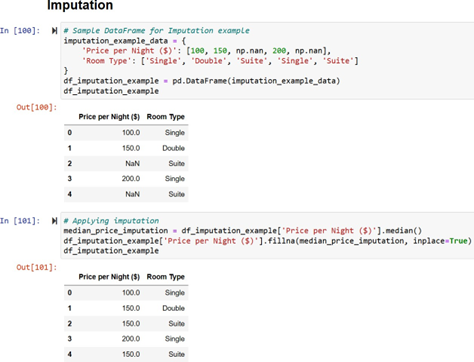 Imputation
In [100]:
# Sample DataFrame for Imputation example
imputation_example_data = {
    'Price per Night ($)': [100, 150, np.nan, 200, np.nan],
    'Room Type': ['Single', 'Double', 'Suite', 'Single', 'Suite']
}
df_imputation_example = pd.DataFrame(imputation_example_data)
df_imputation_example
Out[100]:
Price per Night ($) Room Type
0 100.0 Single
1 150.0 Double
2 NaN Suite
3 200.0 Single
4 NaN Suite
In [101]:
# Applying imputation
median_price_imputation = df_imputation_example['Price per Night ($)'].median()
df_imputation_example['Price per Night ($)'].fillna(median_price_imputation, inplace=True)
df_imputation_example
Out[101]:
Price per Night ($) Room Type
0 100.0 Single
1 150.0 Double
2 150.0 Suite
3 200.0 Single
4 150.0 Suite